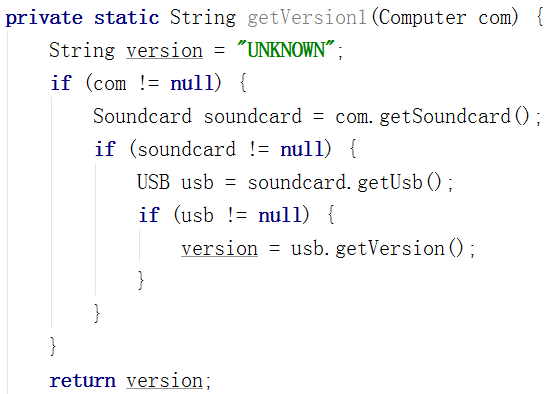 private static String getVersion1(Computer com) {
    String version = "UNKNOWN";
    if (com != null) {
        Soundcard soundcard = com.getSoundcard();
        if (soundcard != null) {
            USB usb = soundcard.getUsb();
            if (usb != null) {
                version = usb.getVersion();
            }
        }
    }
    return version;